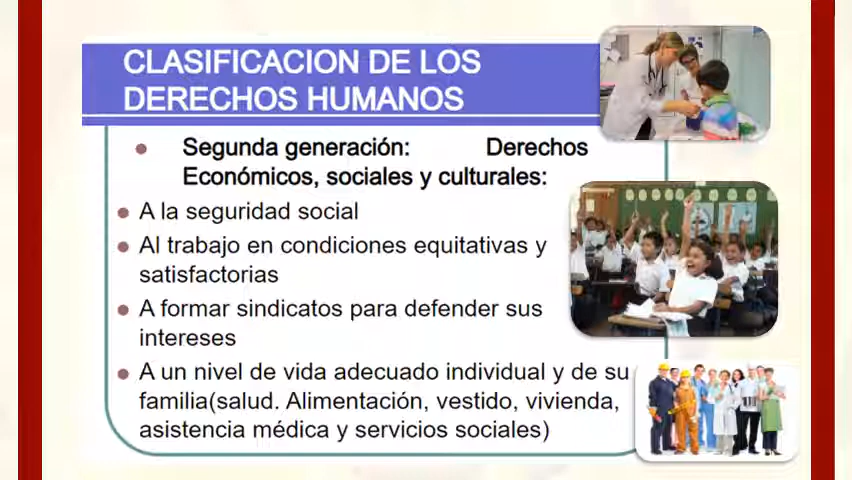 CLASIFICACION DE LOS
DERECHOS HUMANOS
Segunda generación: Derechos
Económicos, sociales y culturales:
A la seguridad social
Al trabajo en condiciones equitativas y
satisfactorias
A formar sindicatos para defender sus
intereses
A un nivel de vida adecuado individual y de su
familia(salud. Alimentación, vestido, vivienda,
asistencia médica y servicios sociales)